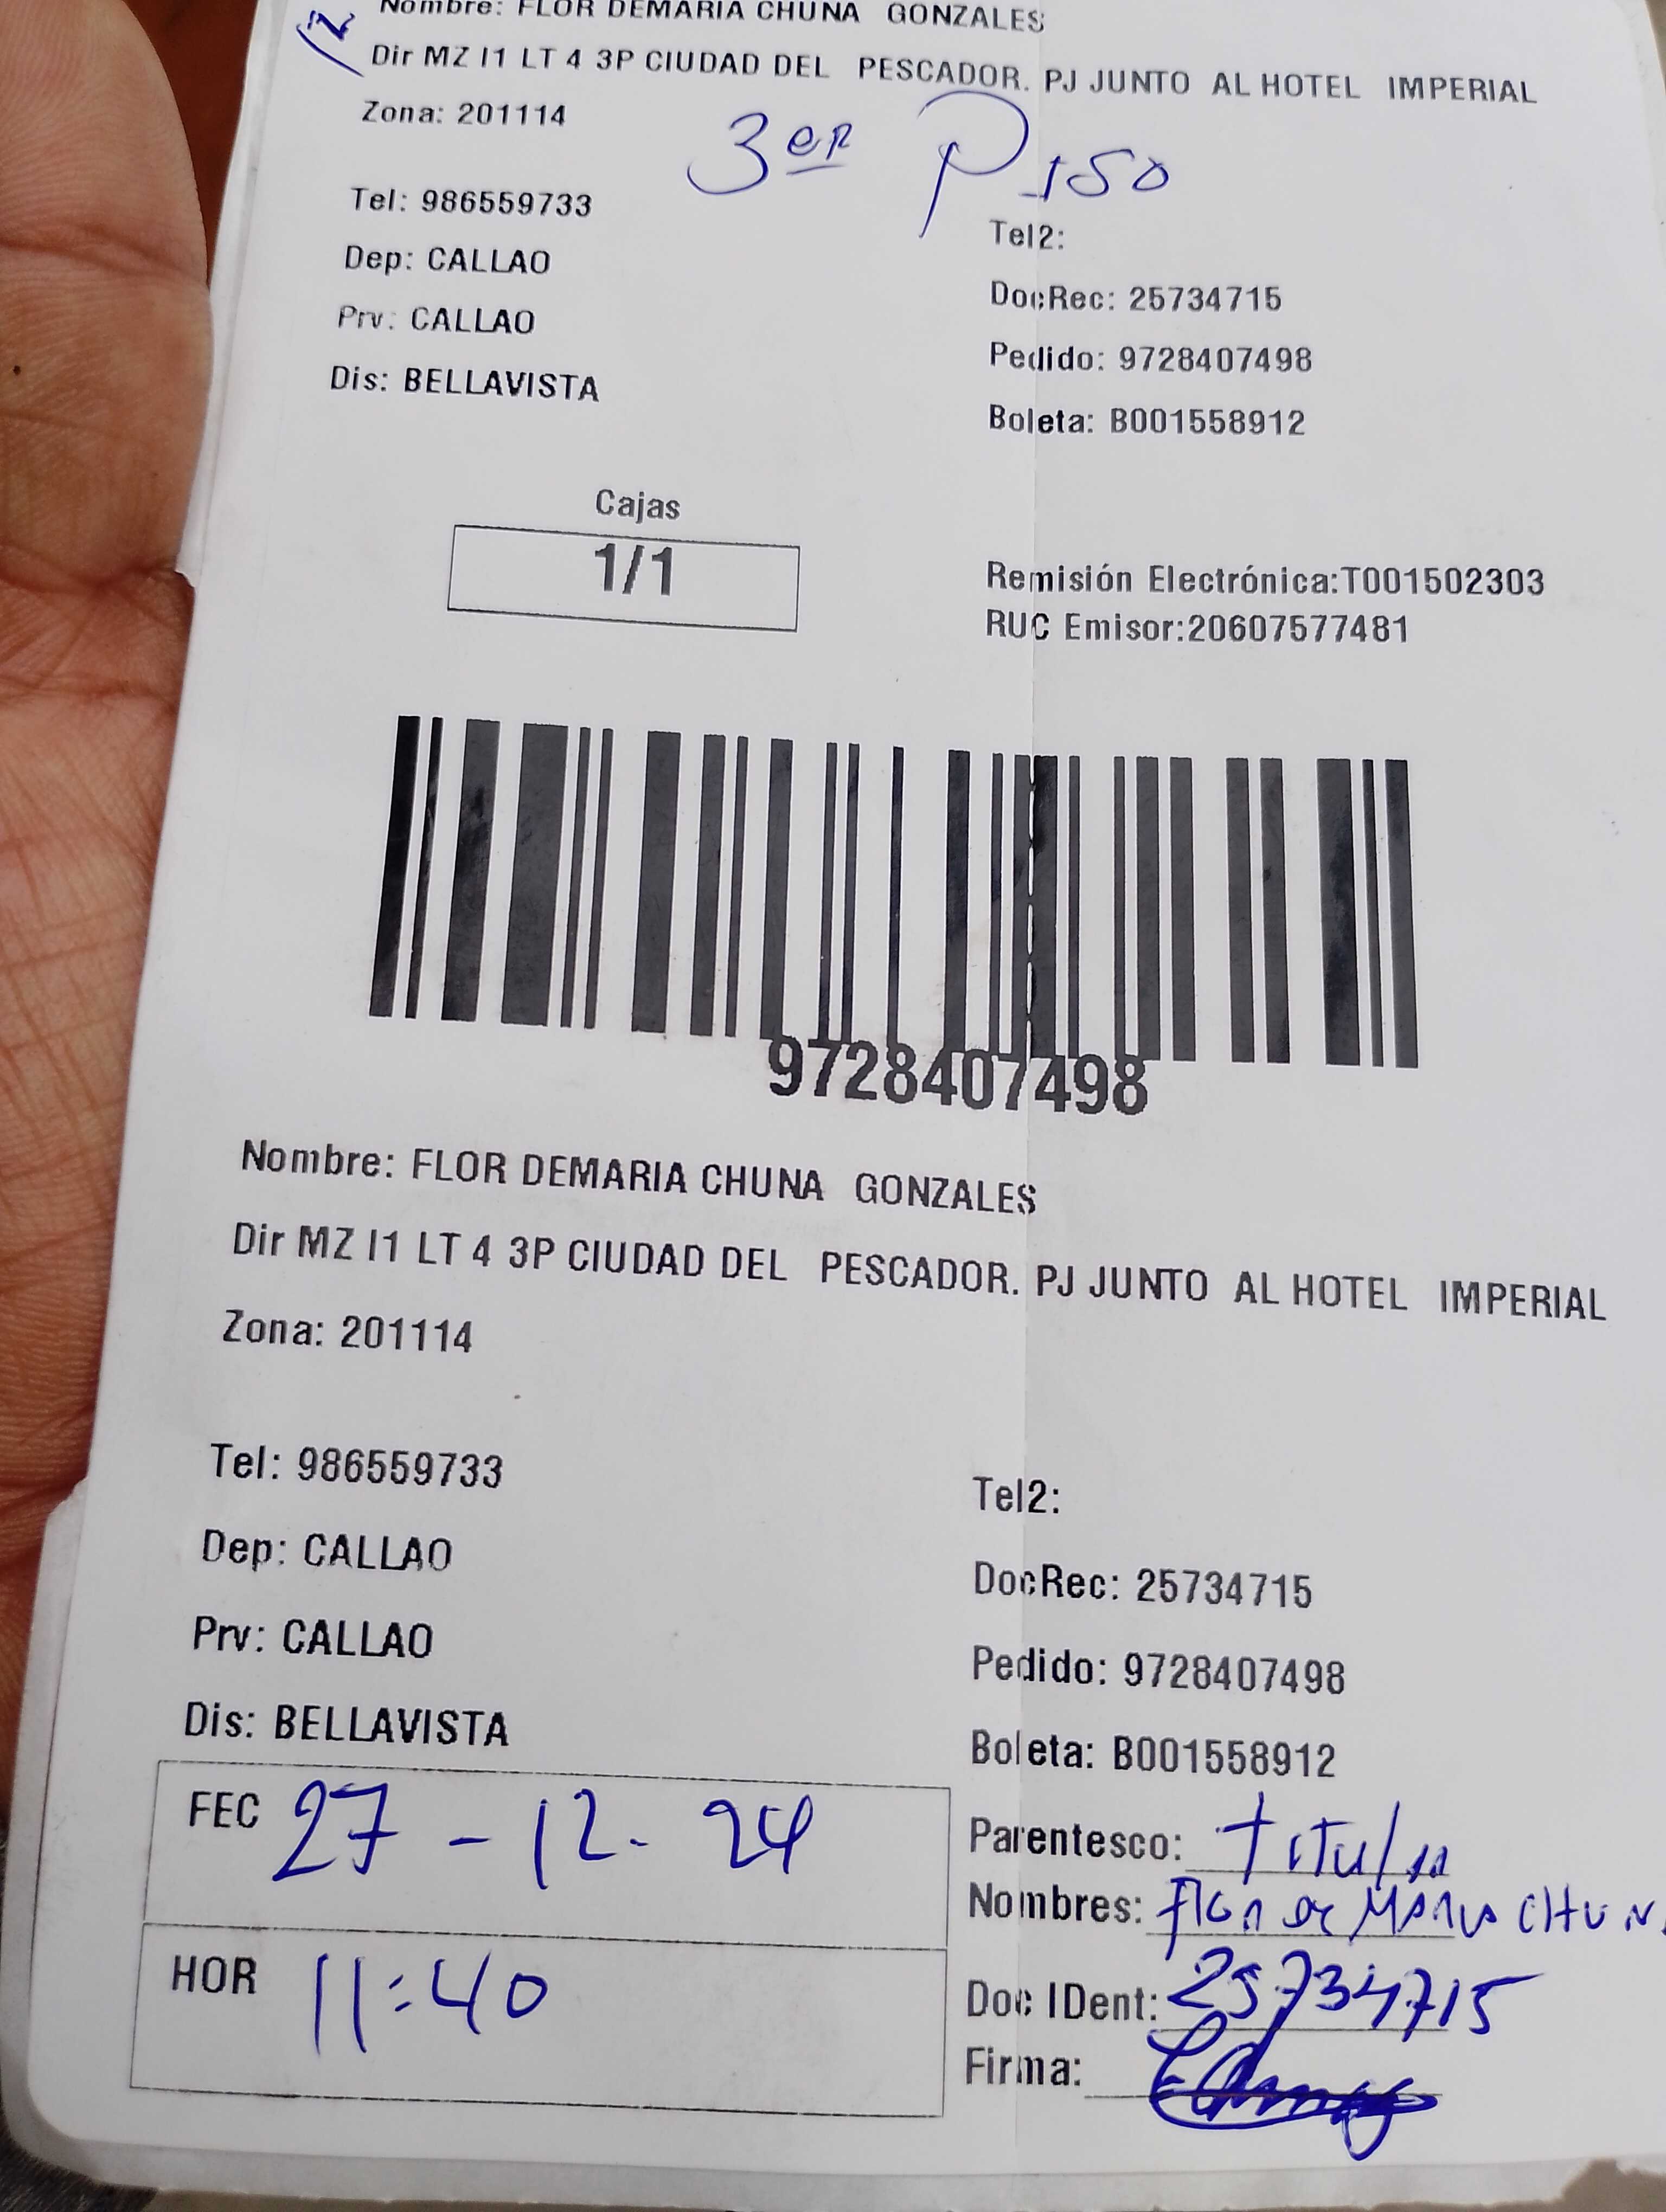 Nombre: FLOR DEMARIA CHUNA GONZALES
Dir MZ I1 LT 4 3P CIUDAD DEL PESCADOR. PJ JUNTO AL HOTEL IMPERIAL
Zona: 201114
3er Piso
Tel: 986559733
Tel2:
Dep: CALLAO
DocRec: 25734715
Prv: CALLAO
Pedido: 9728407498
Dis: BELLAVISTA
Boleta: B001558912
Cajas
1/1
Remisión Electrónica:T001502303
RUC Emisor:20607577481
9728407498
Nombre: FLOR DEMARIA CHUNA GONZALES
Dir MZ I1 LT 4 3P CIUDAD DEL PESCADOR. PJ JUNTO AL HOTEL IMPERIAL
Zona: 201114
Tel: 986559733
Tel2:
Dep: CALLAO
DocRec: 25734715
Prv: CALLAO
Pedido: 9728407498
Dis: BELLAVISTA
Boleta: B001558912
FEC 27-12-24
Parentesco: titular
Nombres: Flor de Maria CHUN
HOR 11:40
Doc IDent: 25734715
Firma: